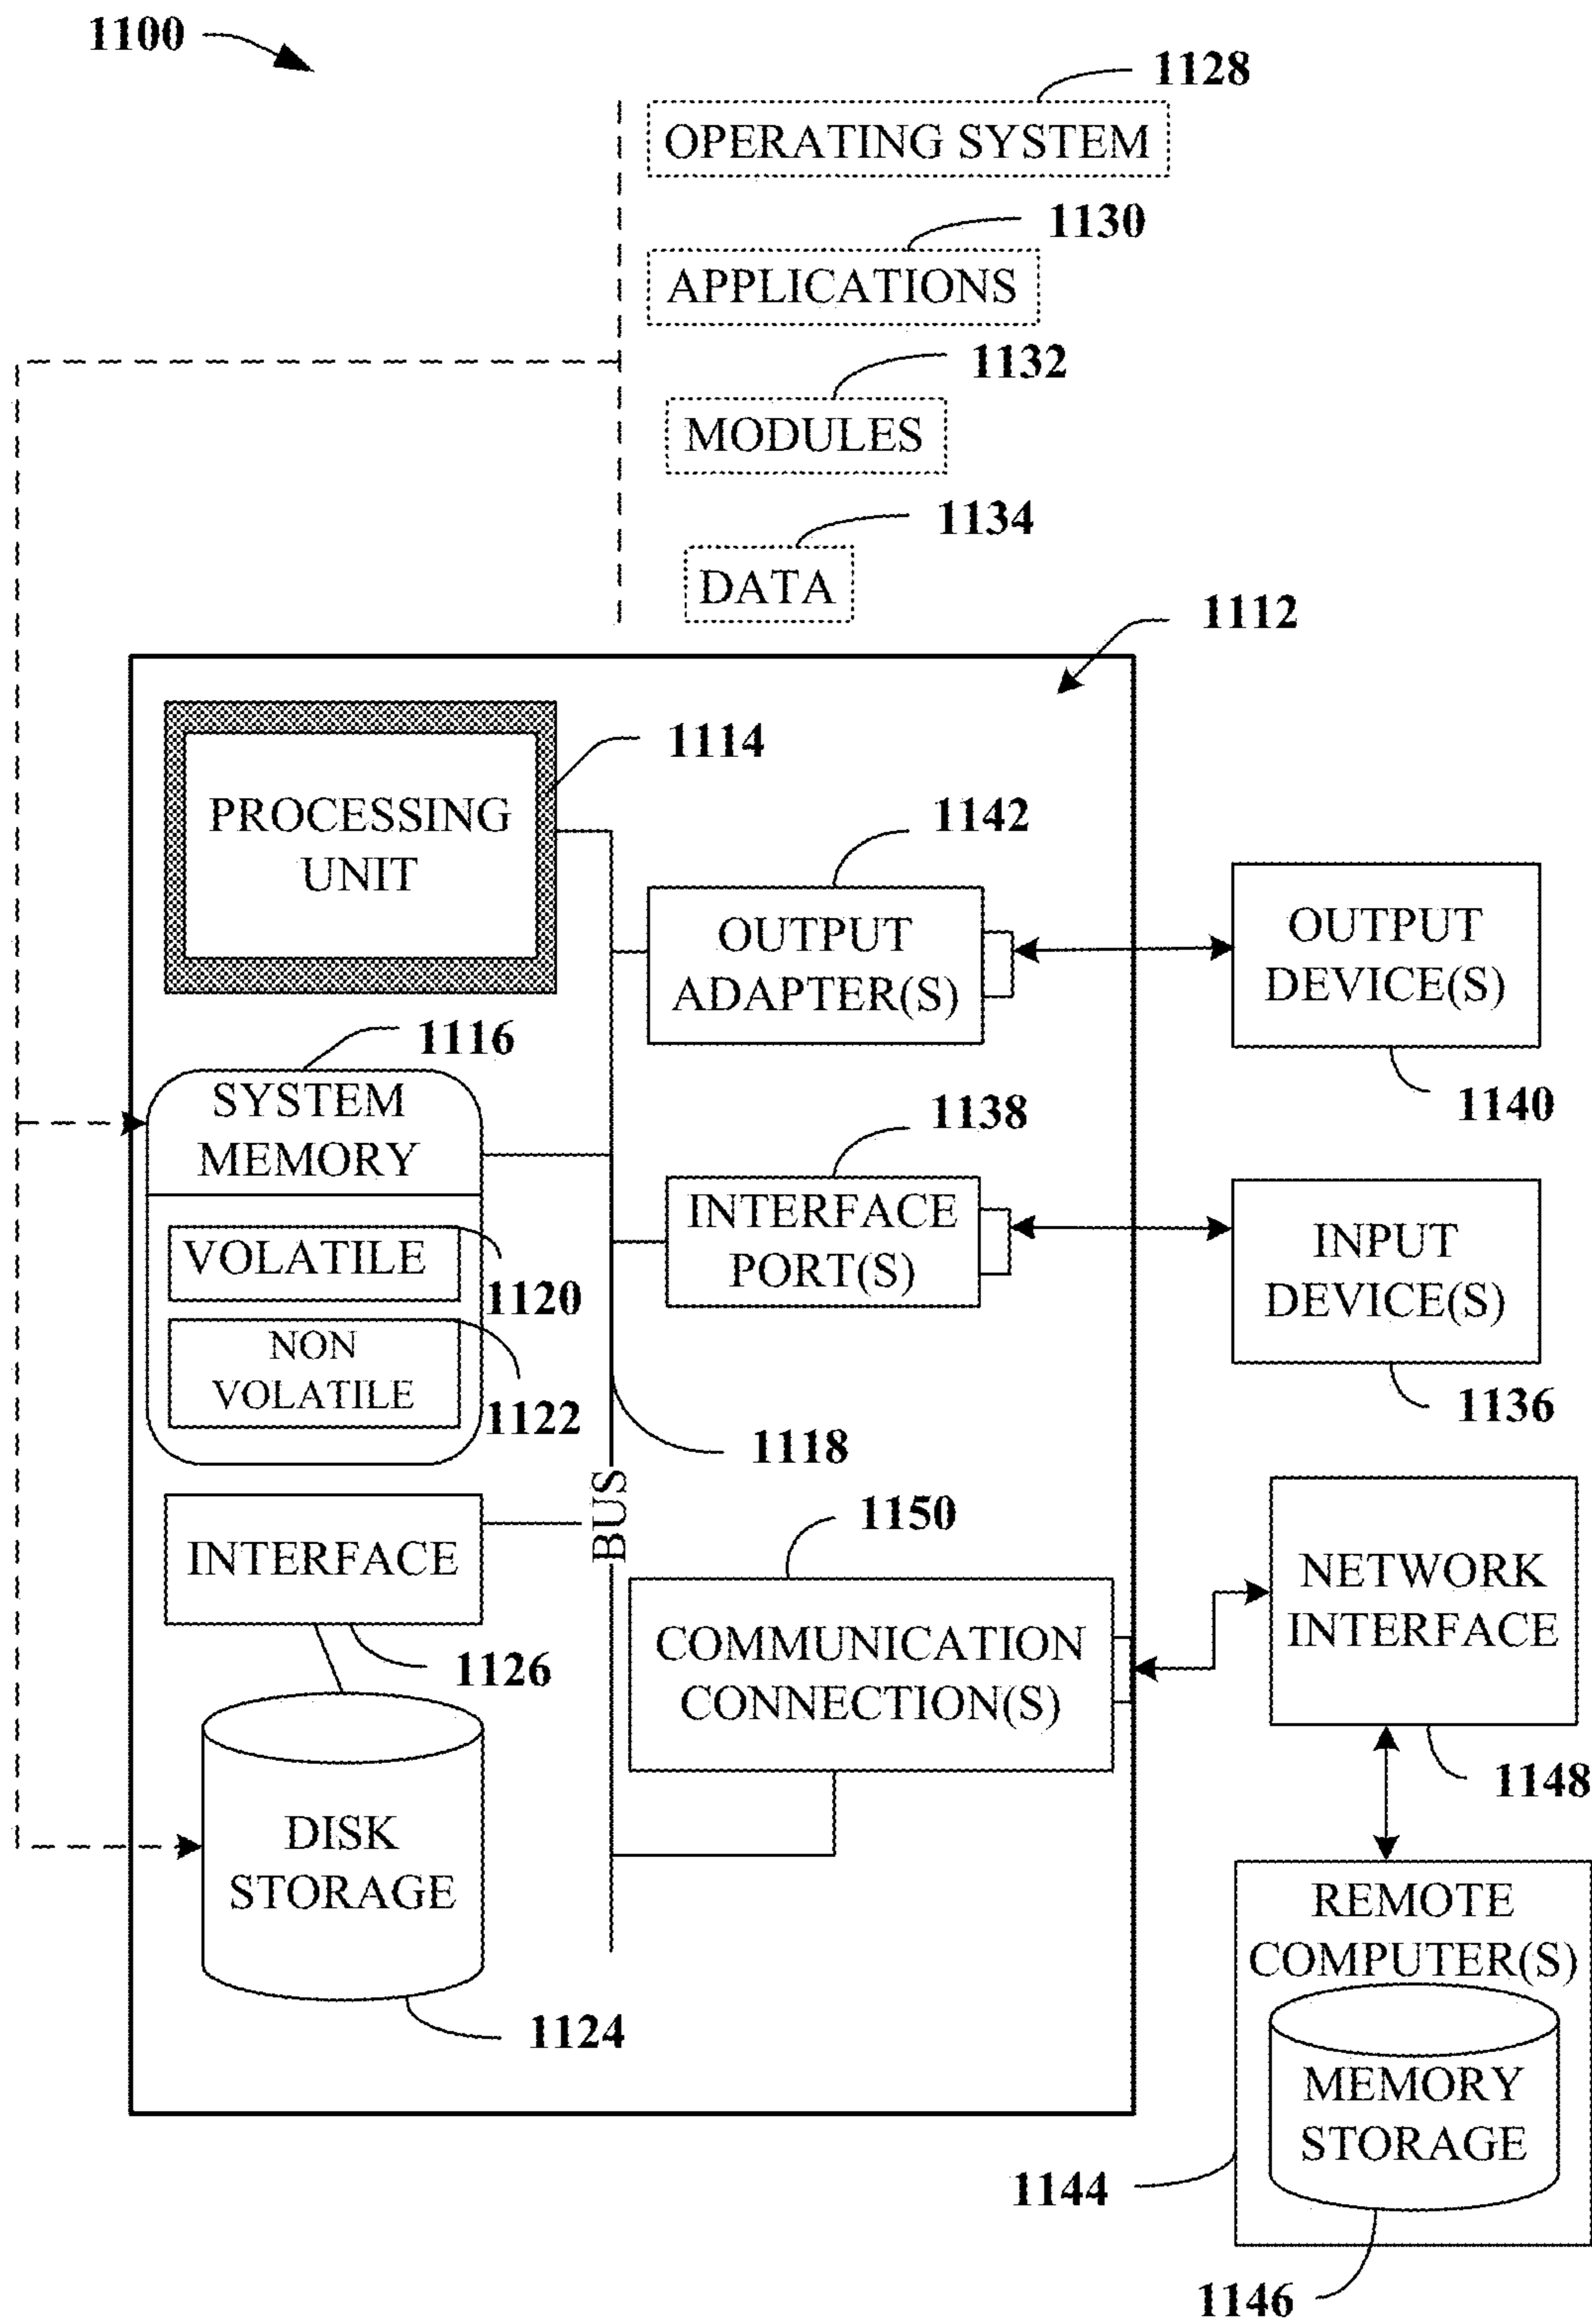 1100
1128
OPERATING SYSTEM
1130
APPLICATIONS
1132
MODULES
1134
DATA
1112
1114
PROCESSING
UNIT
1142
OUTPUT
ADAPTER(S)
OUTPUT
DEVICE(S)
1140
1116
SYSTEM
MEMORY
VOLATILE
1120
NON
VOLATILE
1122
1138
INTERFACE
PORT(S)
INPUT
DEVICE(S)
1136
1118
BUS
INTERFACE
1126
1150
COMMUNICATION
CONNECTION(S)
NETWORK
INTERFACE
1148
DISK
STORAGE
1124
REMOTE
COMPUTER(S)
MEMORY
STORAGE
1144
1146